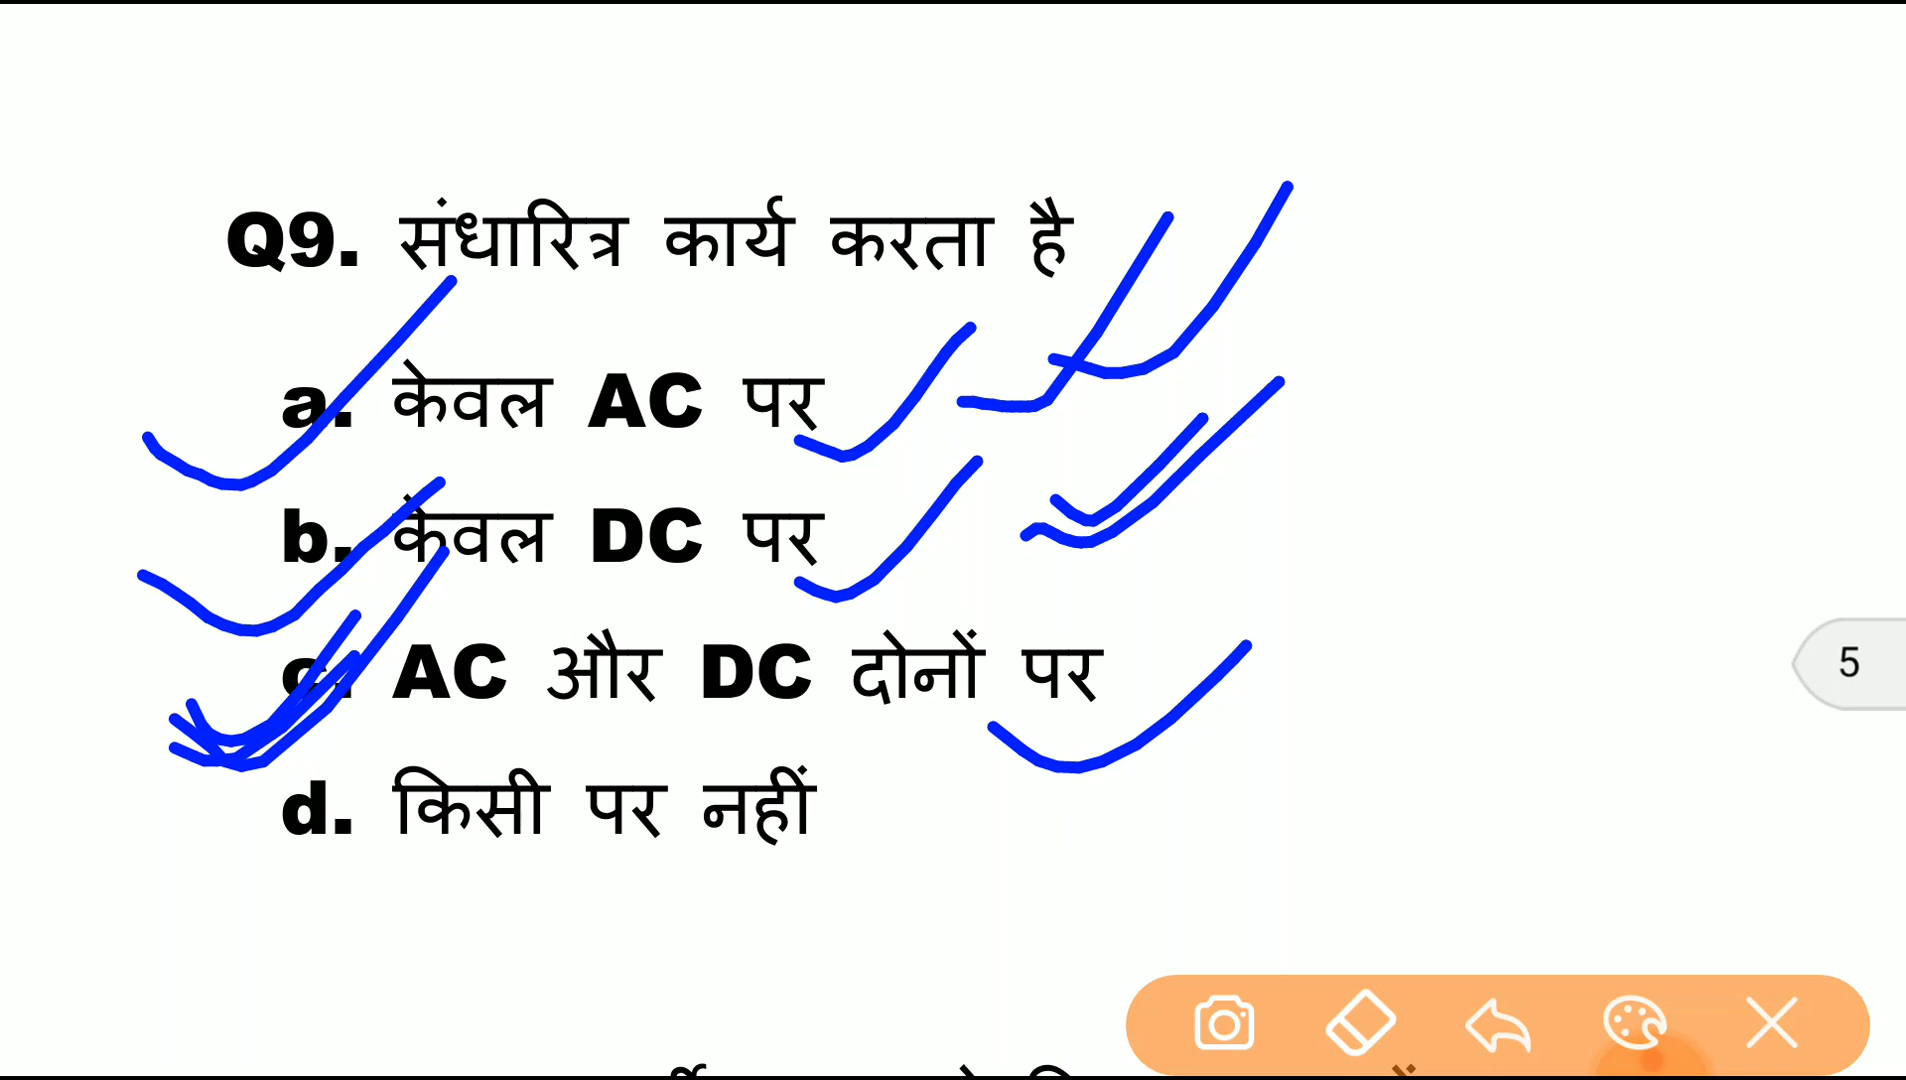 Q9. संधारित्र कार्य करता है
a. केवल AC पर
b. केवल DC पर
c. AC और DC दोनों पर
5
d. किसी पर नहीं